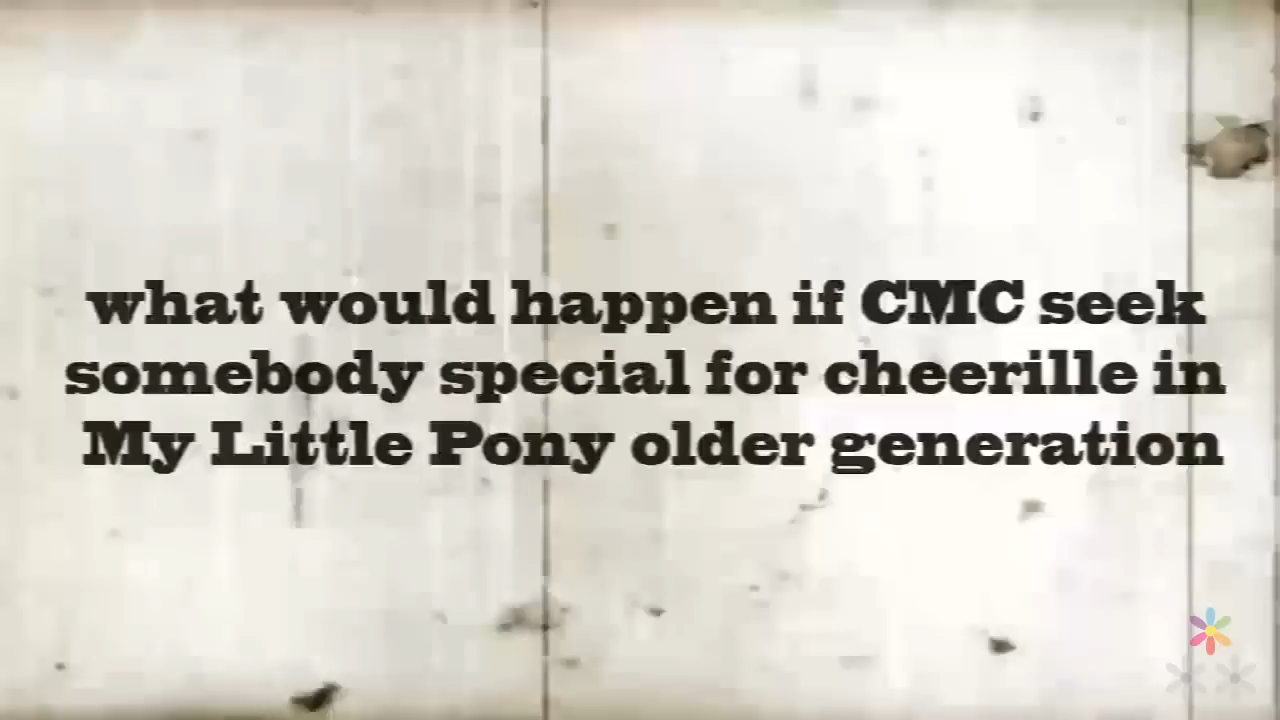 what would happen if CMC seek
somebody special for cheerille in
My Little Pony older generation